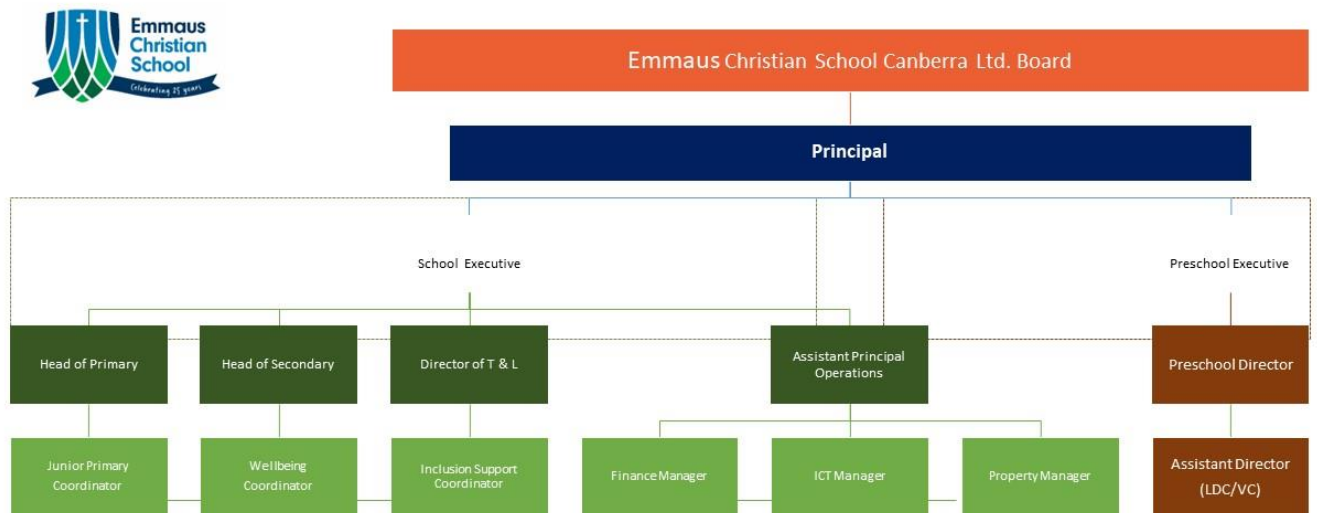 Emmaus
Christian
School
Celebrating 25 years
Emmaus Christian School Canberra Ltd. Board
Principal
School Executive
Preschool Executive
Head of Primary
Head of Secondary
Director of T & L
Assistant Principal
Operations
Preschool Director
Junior Primary
Coordinator
Wellbeing
Coordinator
Inclusion Support
Coordinator
Finance Manager
ICT Manager
Property Manager
Assistant Director
(LDC/VC)